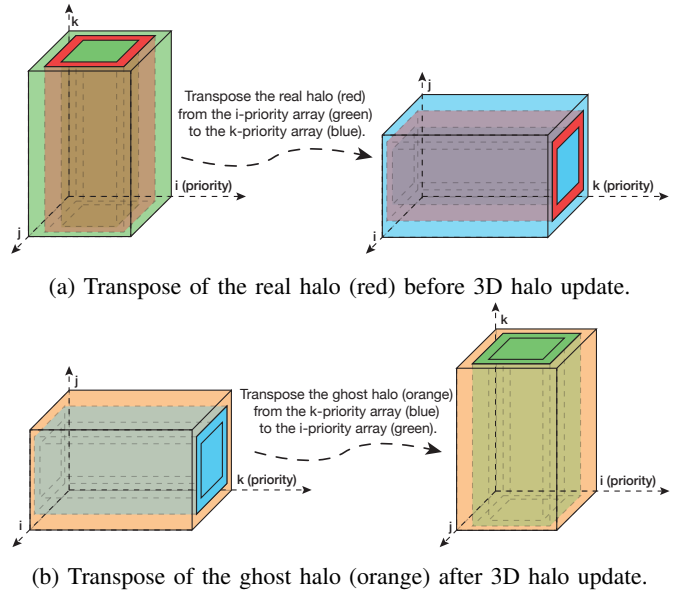 k
Transpose the real halo (red)
from the i-priority array (green)
to the k-priority array (blue).
j
i (priority)
k (priority)
j
i
(a) Transpose of the real halo (red) before 3D halo update.
k
j
Transpose the ghost halo (orange)
from the k-priority array (blue)
to the i-priority array (green).
k (priority)
i (priority)
i
j
(b) Transpose of the ghost halo (orange) after 3D halo update.